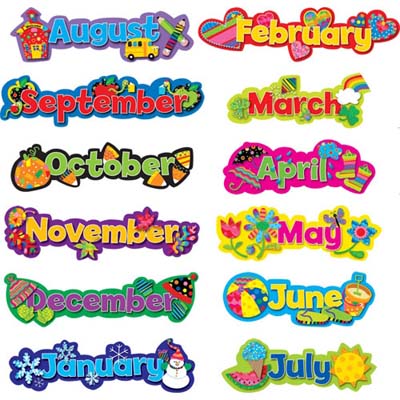 August
February
September
March
October
April
November
May
December
June
January
July